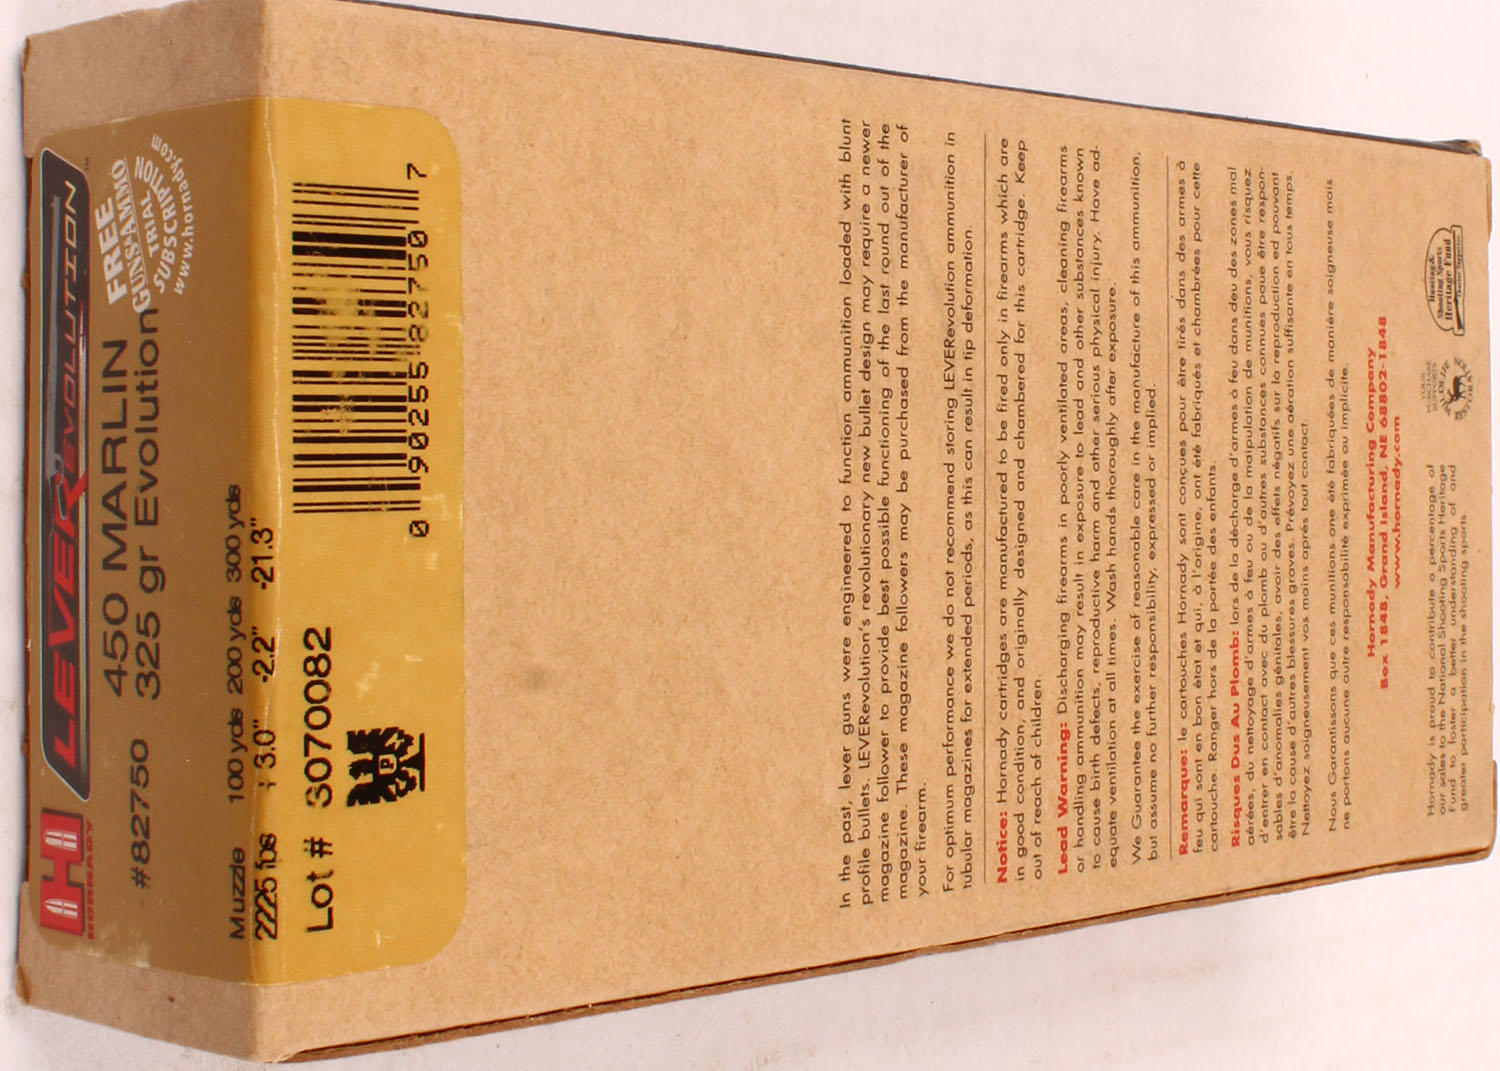 HORNADY
LEVERevolution™
#82750 450 MARLIN
325 gr Evolution
FREE
GUNS & AMMO
TRIAL
SUBSCRIPTION
www.hornady.com
Muzzle 100 yds 200 yds 300 yds
2225 fps + 3.0" -2.2" -21.3"
Lot # 3070082
P
0 90255 82750 7
In the past, lever guns were engineered to function ammunition loaded with blunt
profile bullets. LEVERevolution's revolutionary new bullet design may require a newer
magazine follower to provide best possible functioning of the last round out of the
magazine. These magazine followers may be purchased from the manufacturer of
your firearm.
For optimum performance we do not recommend storing LEVERevolution ammunition in
tubular magazines for extended periods, as this can result in tip deformation.
Notice: Hornady cartridges are manufactured to be fired only in firearms which are
in good condition, and originally designed and chambered for this cartridge. Keep
out of reach of children.
Lead Warning: Discharging firearms in poorly ventilated areas, cleaning firearms
or handling ammunition may result in exposure to lead and other substances known
to cause birth defects, reproductive harm and other serious physical injury. Have ad-
equate ventilation at all times. Wash hands thoroughly after exposure.
We Guarantee the exercise of reasonable care in the manufacture of this ammunition,
but assume no further responsibility, expressed or implied.
Remarque: le cartouches Hornady sont conçues pour être tirés dans des armes à
feu qui sont en bon état et qui, à l'origine, ont été fabriqués et chambrées pour cette
cartouche. Ranger hors de la portée des enfants.
Risques Dus Au Plomb: lors de la décharge d'armes à feu dans deu des zones mal
aérées, du nettoyage d'armes à feu ou de la maipulation de munitions, vous risquez
d'entrer en contact avec du plomb ou d'autres substances connues poue être respon-
sables d'anomalies génitales, avoir des effets négatifs sur la reproduction ed pouvant
être la cause d'autres blessures graves. Prévoyez une aération suffisante en tous temps.
Nettoyez soigneusement vos mains après tout contact.
Nous Garantissons que ces munitions one été fabriquées de manière soigneuse mais
ne portons aucune autre responsabilité exprimée ou implicite.
Hornady Manufacturing Company
Box 1848, Grand Island, NE 68802-1848
www.hornady.com
Hornady is proud to contribute a percentage of
our sales to the National Shooting Sports Heritage
Fund to foster a better understanding of and
greater participation in the shooting sports.
YOUR
PURCHASE
SUPPORTS
WILDLIFE
Hunting &
Shooting Sports
Heritage Fund
Charter Supporter